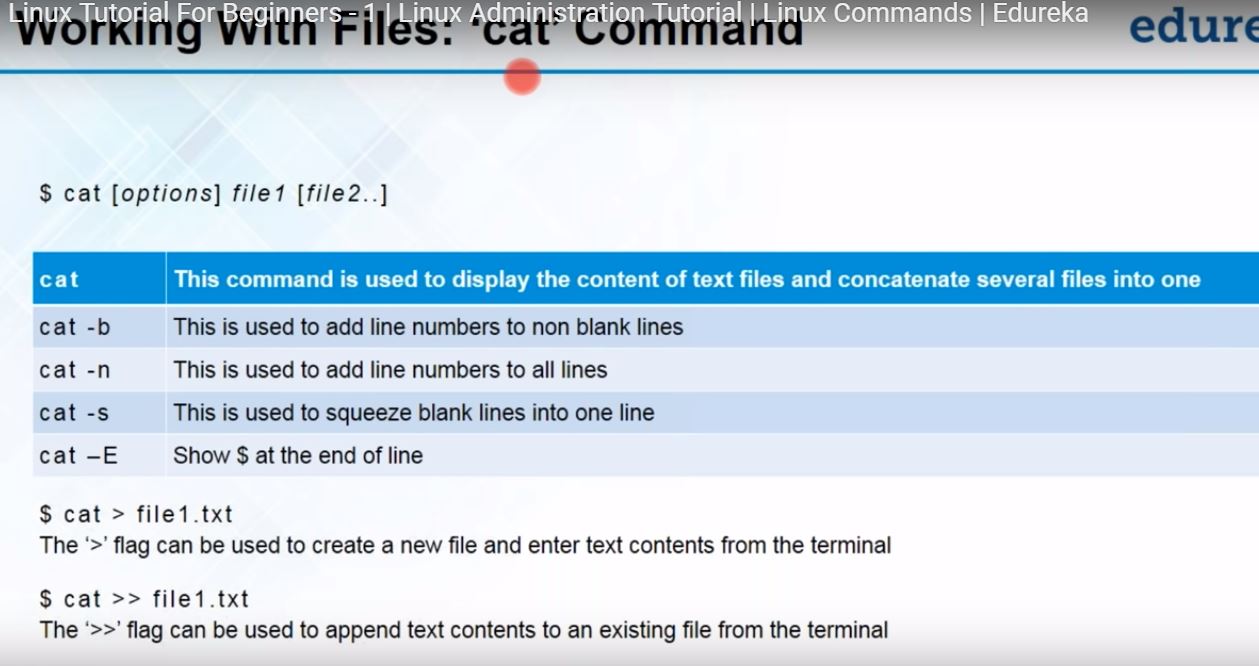 Linux Tutorial For Beginners - 1 | Linux Administration Tutorial | Linux Commands | Edureka
Working With Files: 'cat' Command
edure
$ cat [options] file1 [file2..]
cat This command is used to display the content of text files and concatenate several files into one
cat -b This is used to add line numbers to non blank lines
cat -n This is used to add line numbers to all lines
cat -s This is used to squeeze blank lines into one line
cat –E Show $ at the end of line
$ cat > file1.txt
The ‘>’ flag can be used to create a new file and enter text contents from the terminal
$ cat >> file1.txt
The ‘>>’ flag can be used to append text contents to an existing file from the terminal